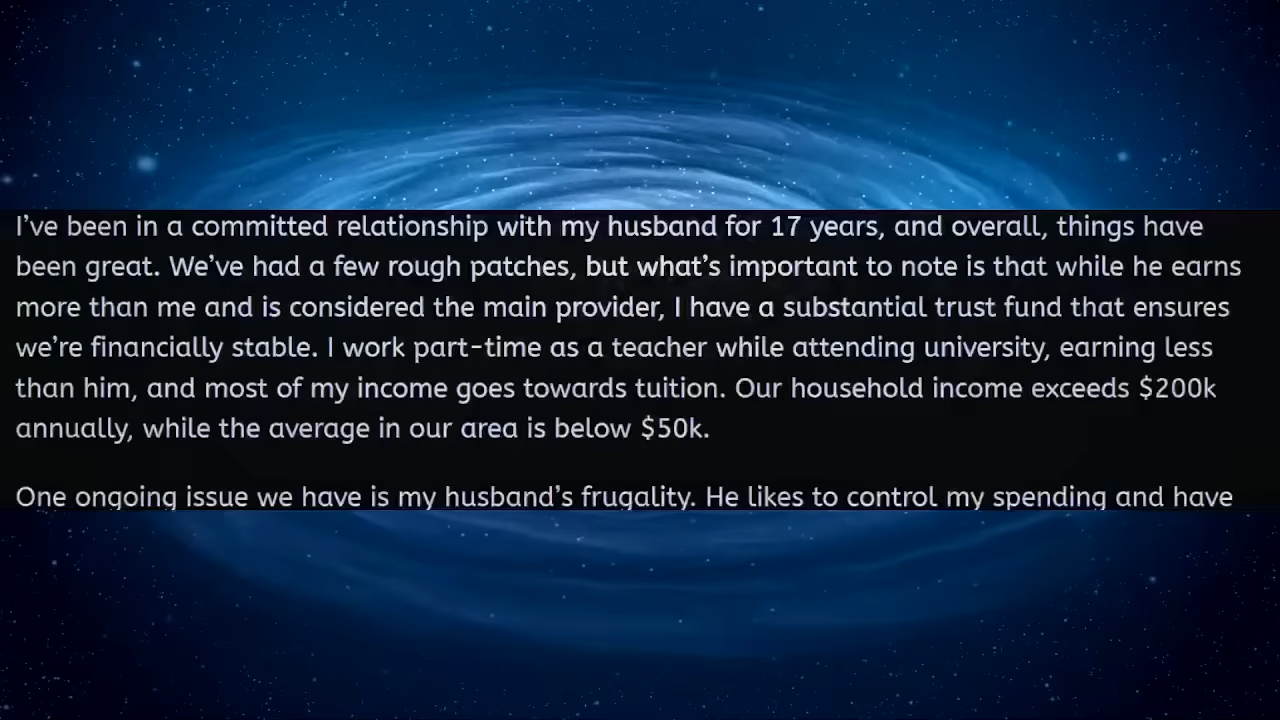 I’ve been in a committed relationship with my husband for 17 years, and overall, things have
been great. We’ve had a few rough patches, but what’s important to note is that while he earns
more than me and is considered the main provider, I have a substantial trust fund that ensures
we’re financially stable. I work part-time as a teacher while attending university, earning less
than him, and most of my income goes towards tuition. Our household income exceeds $200k
annually, while the average in our area is below $50k.
One ongoing issue we have is my husband’s frugality. He likes to control my spending and have